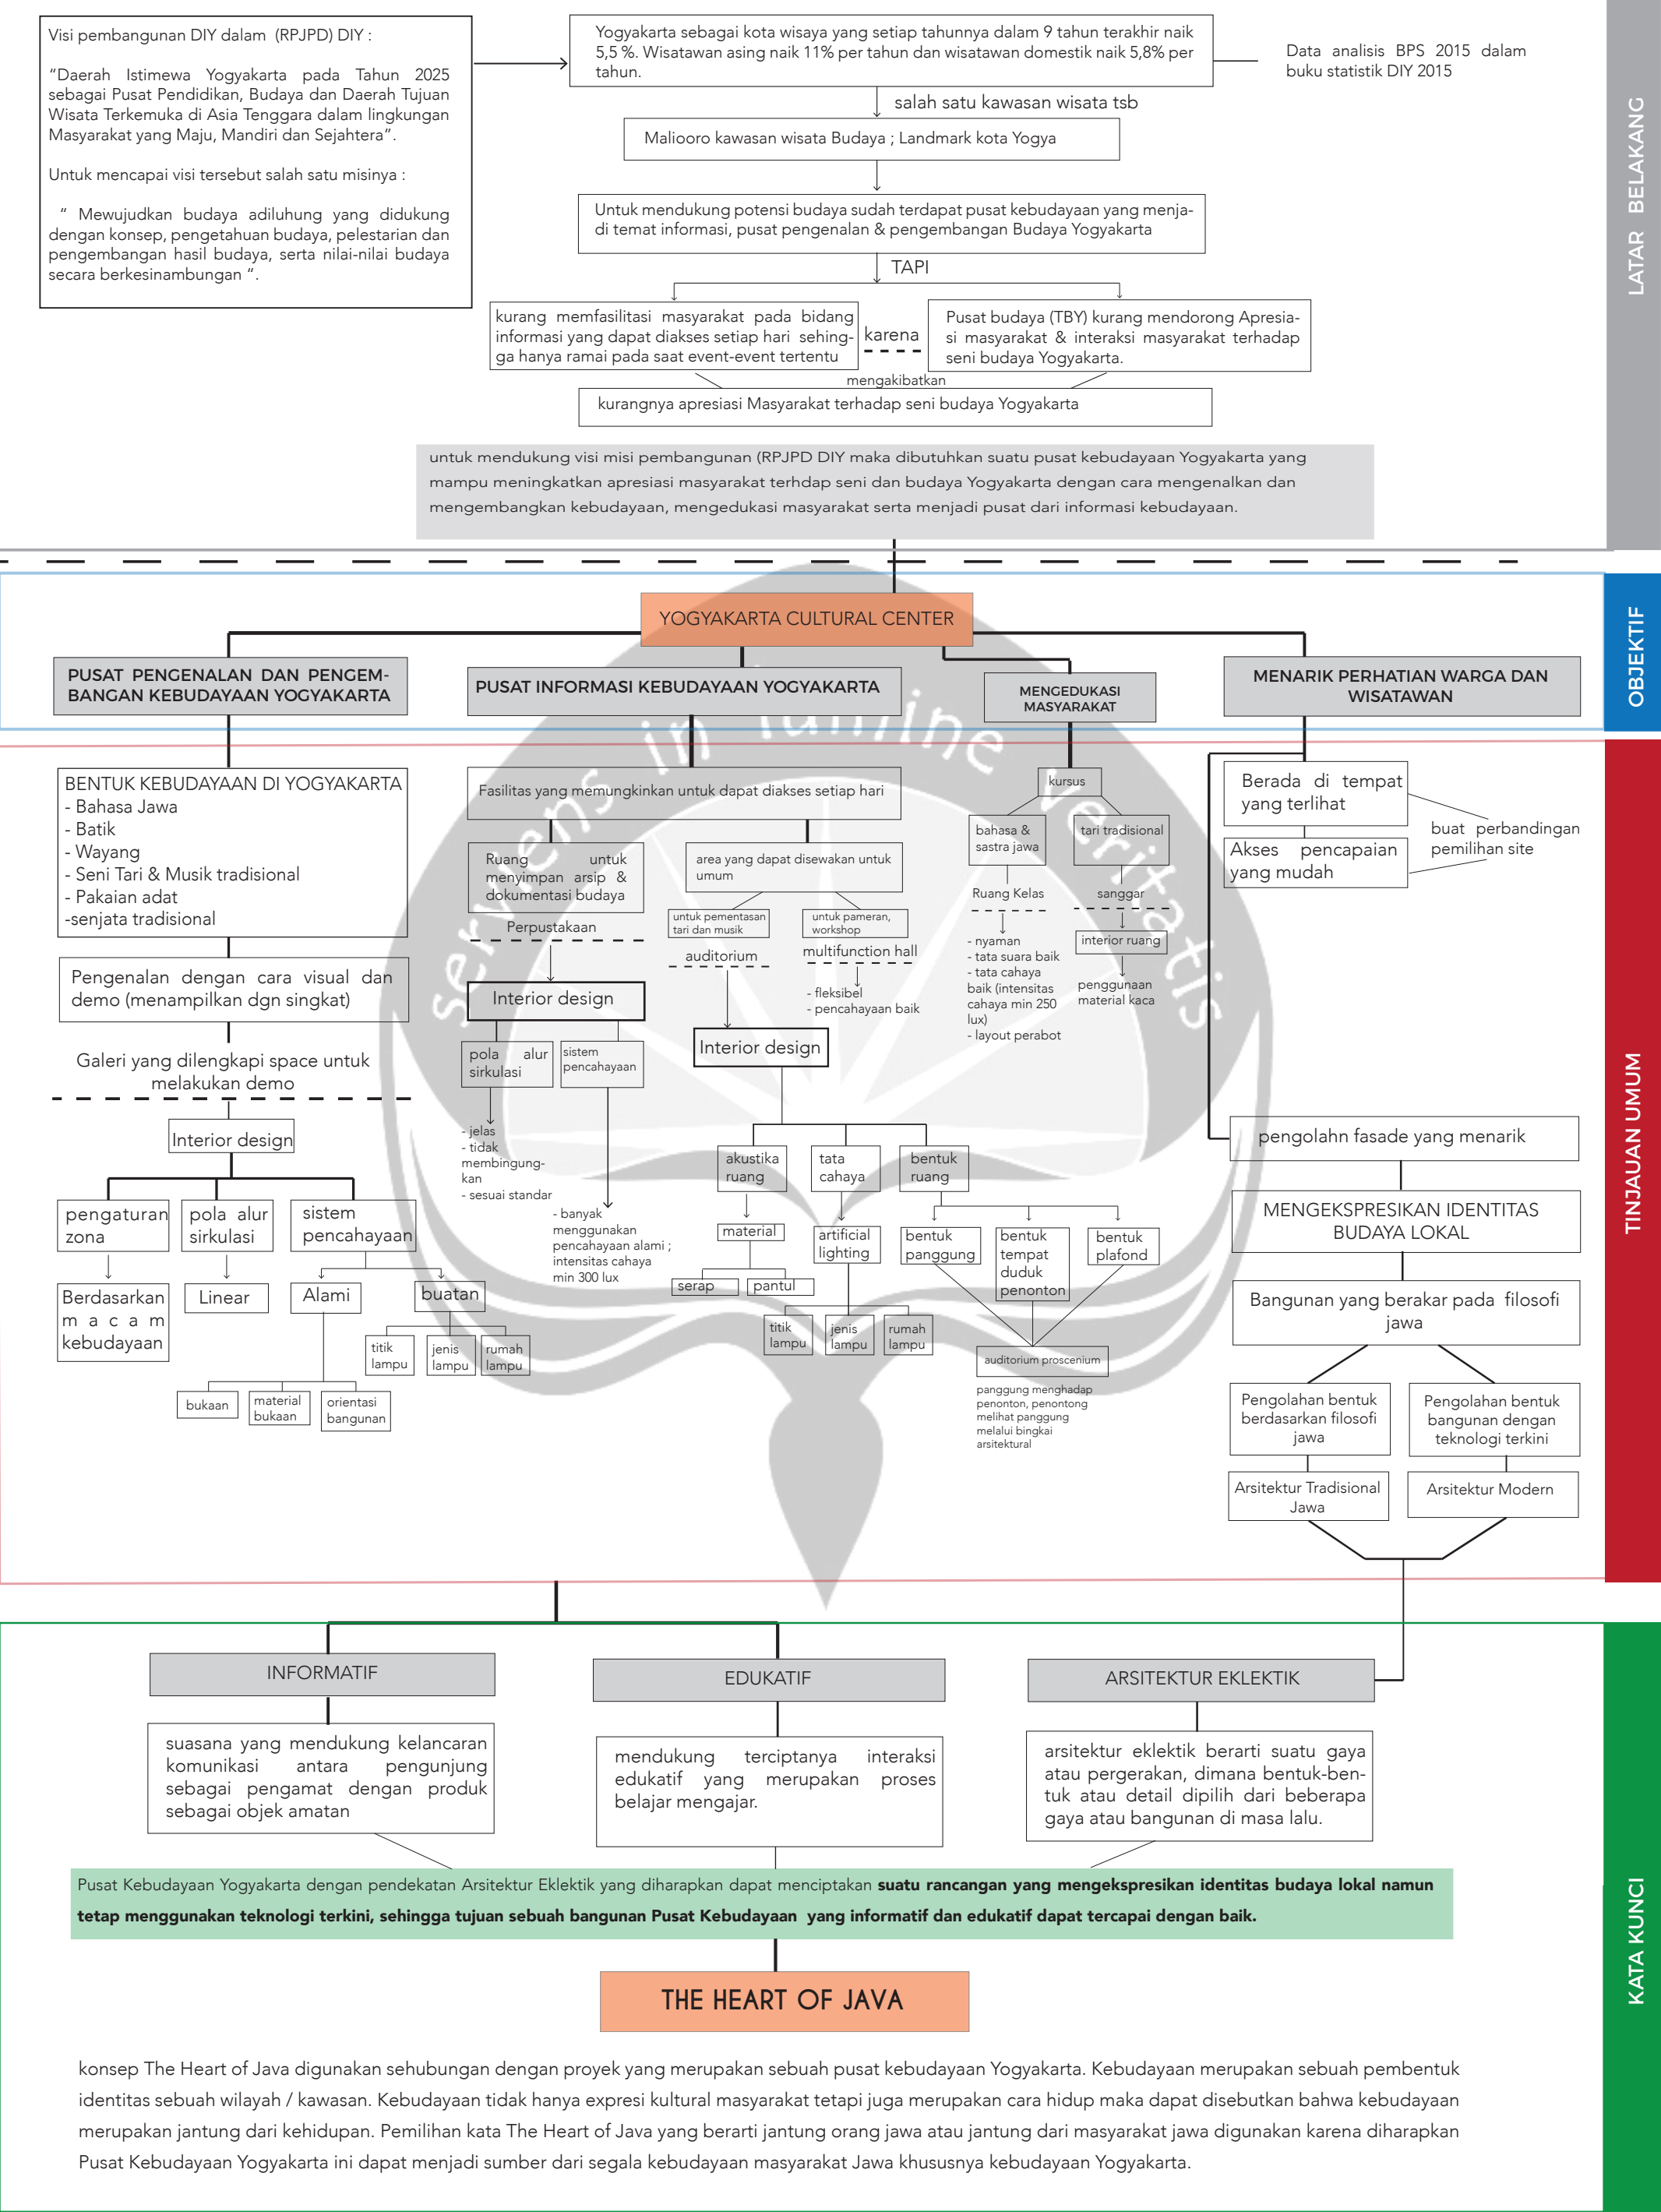 Visi pembangunan DIY dalam (RPJPD) DIY :
“Daerah Istimewa Yogyakarta pada Tahun 2025
sebagai Pusat Pendidikan, Budaya dan Daerah Tujuan
Wisata Terkemuka di Asia Tenggara dalam lingkungan
Masyarakat yang Maju, Mandiri dan Sejahtera”.
Untuk mencapai visi tersebut salah satu misinya :
“ Mewujudkan budaya adiluhung yang didukung
dengan konsep, pengetahuan budaya, pelestarian dan
pengembangan hasil budaya, serta nilai-nilai budaya
secara berkesinambungan “.
Yogyakarta sebagai kota wisaya yang setiap tahunnya dalam 9 tahun terakhir naik
5,5 %. Wisatawan asing naik 11% per tahun dan wisatawan domestik naik 5,8% per
tahun.
Data analisis BPS 2015 dalam
buku statistik DIY 2015
salah satu kawasan wisata tsb
Maliooro kawasan wisata Budaya ; Landmark kota Yogya
Untuk mendukung potensi budaya sudah terdapat pusat kebudayaan yang menja-
di temat informasi, pusat pengenalan & pengembangan Budaya Yogyakarta
TAPI
kurang memfasilitasi masyarakat pada bidang
informasi yang dapat diakses setiap hari sehing-
ga hanya ramai pada saat event-event tertentu
karena
Pusat budaya (TBY) kurang mendorong Apresia-
si masyarakat & interaksi masyarakat terhadap
seni budaya Yogyakarta.
mengakibatkan
kurangnya apresiasi Masyarakat terhadap seni budaya Yogyakarta
untuk mendukung visi misi pembangunan (RPJPD DIY maka dibutuhkan suatu pusat kebudayaan Yogyakarta yang
mampu meningkatkan apresiasi masyarakat terhdap seni dan budaya Yogyakarta dengan cara mengenalkan dan
mengembangkan kebudayaan, mengedukasi masyarakat serta menjadi pusat dari informasi kebudayaan.
LATAR BELAKANG
YOGYAKARTA CULTURAL CENTER
PUSAT PENGENALAN DAN PENGEM-
BANGAN KEBUDAYAAN YOGYAKARTA
PUSAT INFORMASI KEBUDAYAAN YOGYAKARTA
MENGEDUKASI
MASYARAKAT
MENARIK PERHATIAN WARGA DAN
WISATAWAN
OBJEKTIF
serviens in lumine veritatis
BENTUK KEBUDAYAAN DI YOGYAKARTA
- Bahasa Jawa
- Batik
- Wayang
- Seni Tari & Musik tradisional
- Pakaian adat
-senjata tradisional
Pengenalan dengan cara visual dan
demo (menampilkan dgn singkat)
Galeri yang dilengkapi space untuk
melakukan demo
Interior design
pengaturan
zona
pola alur
sirkulasi
sistem
pencahayaan
Berdasarkan
macam
kebudayaan
Linear
Alami
buatan
titik
lampu
jenis
lampu
rumah
lampu
bukaan
material
bukaan
orientasi
bangunan
Fasilitas yang memungkinkan untuk dapat diakses setiap hari
Ruang untuk
menyimpan arsip &
dokumentasi budaya
Perpustakaan
Interior design
pola alur
sirkulasi
sistem
pencahayaan
- jelas
- tidak
membingung-
kan
- sesuai standar
- banyak
menggunakan
pencahayaan alami ;
intensitas cahaya
min 300 lux
area yang dapat disewakan untuk
umum
untuk pementasan
tari dan musik
auditorium
untuk pameran,
workshop
multifunction hall
- fleksibel
- pencahayaan baik
Interior design
akustika
ruang
tata
cahaya
bentuk
ruang
material
serap
pantul
artificial
lighting
titik
lampu
jenis
lampu
rumah
lampu
bentuk
panggung
bentuk
tempat
duduk
penonton
bentuk
plafond
auditorium proscenium
panggung menghadap
penonton, penontong
melihat panggung
melalui bingkai
arsitektural
kursus
bahasa &
sastra jawa
Ruang Kelas
- nyaman
- tata suara baik
- tata cahaya
baik (intensitas
cahaya min 250
lux)
- layout perabot
tari tradisional
sanggar
interior ruang
penggunaan
material kaca
Berada di tempat
yang terlihat
Akses pencapaian
yang mudah
buat perbandingan
pemilihan site
pengolahn fasade yang menarik
MENGEKSPRESIKAN IDENTITAS
BUDAYA LOKAL
Bangunan yang berakar pada filosofi
jawa
Pengolahan bentuk
berdasarkan filosofi
jawa
Pengolahan bentuk
bangunan dengan
teknologi terkini
Arsitektur Tradisional
Jawa
Arsitektur Modern
TINJAUAN UMUM
INFORMATIF
EDUKATIF
ARSITEKTUR EKLEKTIK
suasana yang mendukung kelancaran
komunikasi antara pengunjung
sebagai pengamat dengan produk
sebagai objek amatan
mendukung terciptanya interaksi
edukatif yang merupakan proses
belajar mengajar.
arsitektur eklektik berarti suatu gaya
atau pergerakan, dimana bentuk-ben-
tuk atau detail dipilih dari beberapa
gaya atau bangunan di masa lalu.
Pusat Kebudayaan Yogyakarta dengan pendekatan Arsitektur Eklektik yang diharapkan dapat menciptakan suatu rancangan yang mengekspresikan identitas budaya lokal namun
tetap menggunakan teknologi terkini, sehingga tujuan sebuah bangunan Pusat Kebudayaan yang informatif dan edukatif dapat tercapai dengan baik.
THE HEART OF JAVA
konsep The Heart of Java digunakan sehubungan dengan proyek yang merupakan sebuah pusat kebudayaan Yogyakarta. Kebudayaan merupakan sebuah pembentuk
identitas sebuah wilayah / kawasan. Kebudayaan tidak hanya expresi kultural masyarakat tetapi juga merupakan cara hidup maka dapat disebutkan bahwa kebudayaan
merupakan jantung dari kehidupan. Pemilihan kata The Heart of Java yang berarti jantung orang jawa atau jantung dari masyarakat jawa digunakan karena diharapkan
Pusat Kebudayaan Yogyakarta ini dapat menjadi sumber dari segala kebudayaan masyarakat Jawa khususnya kebudayaan Yogyakarta.
KATA KUNCI